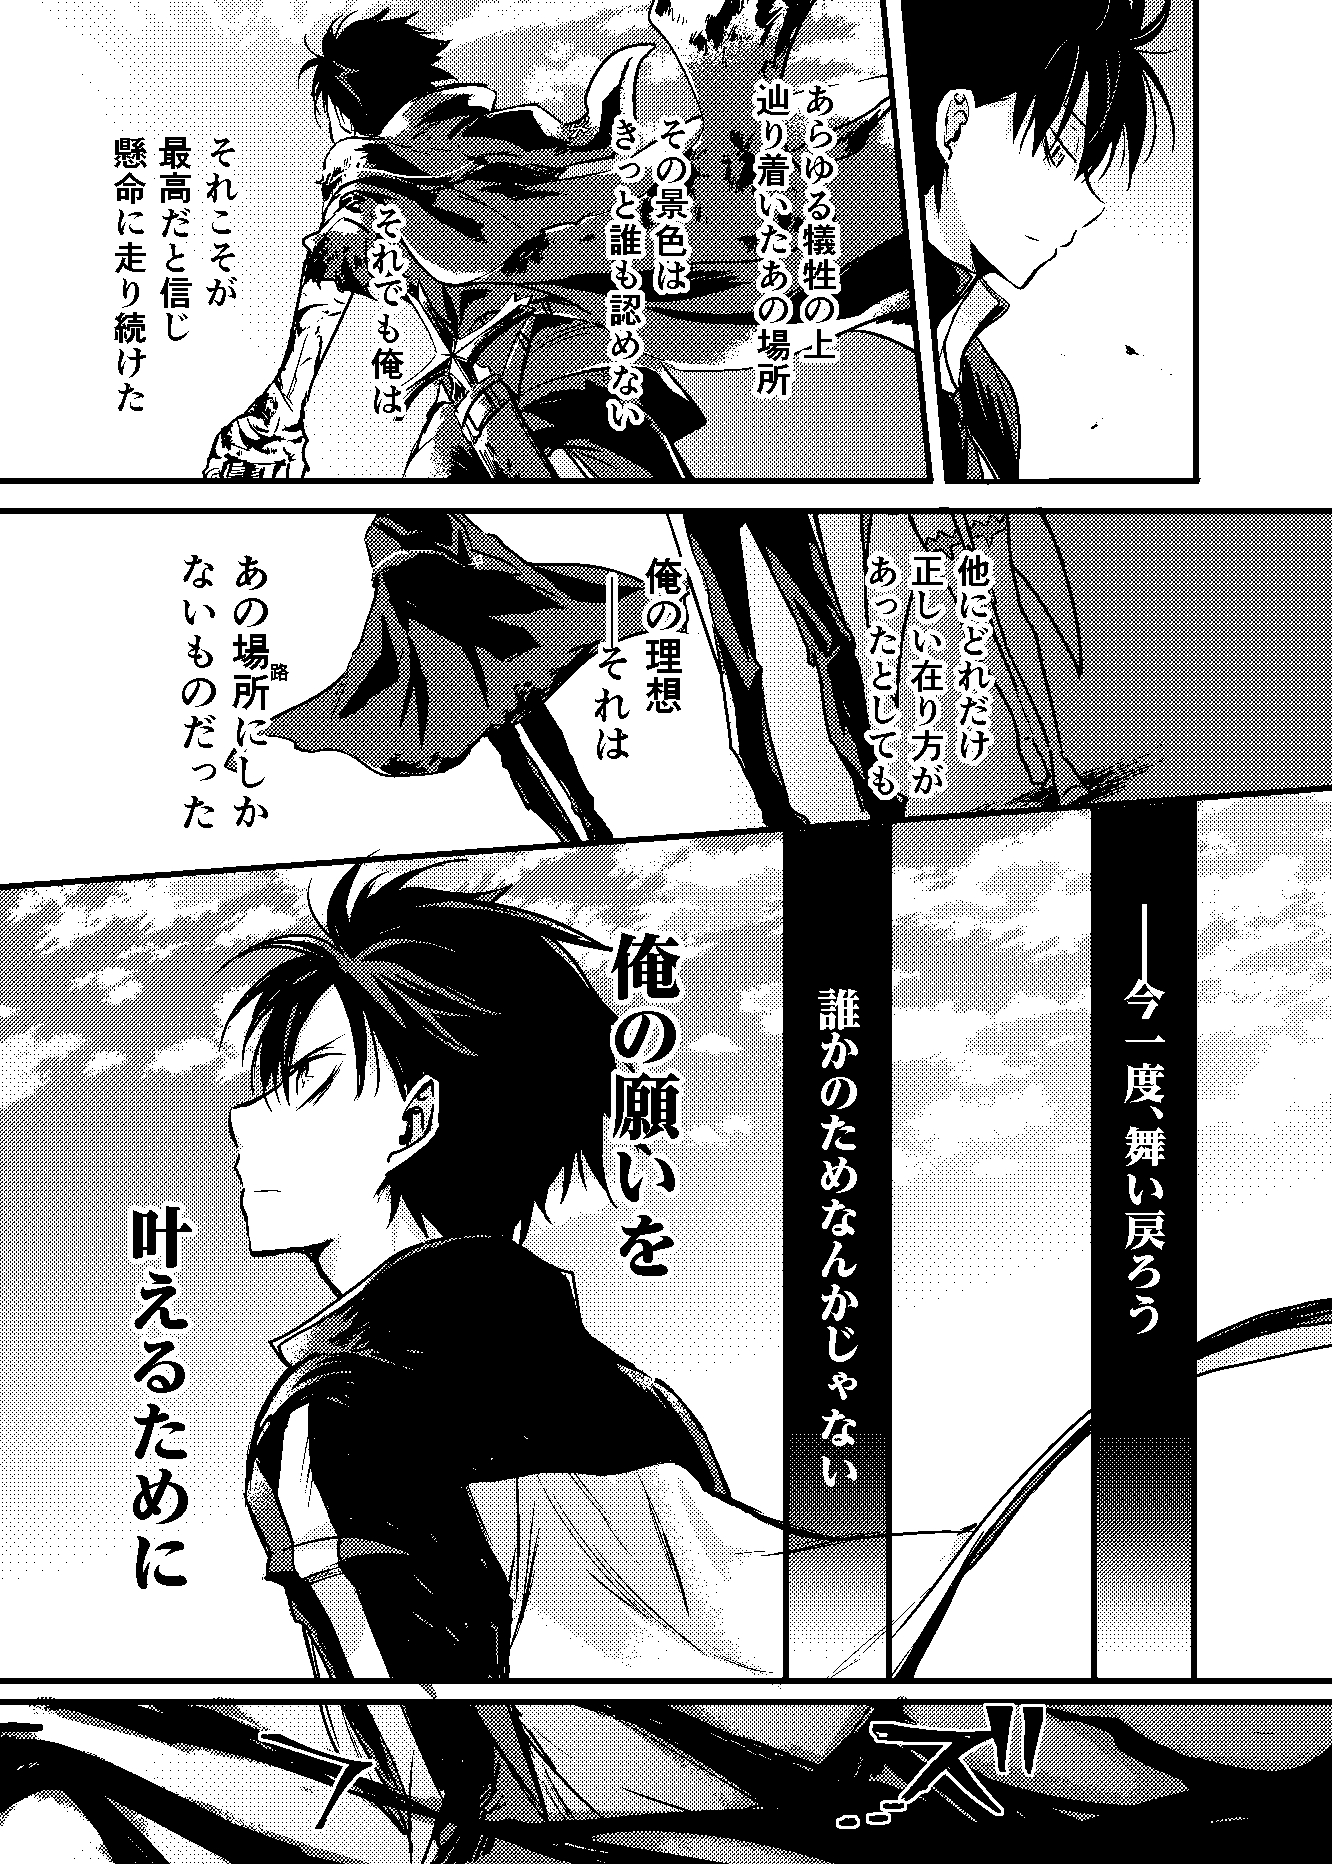 あらゆる犠牲の上
辿り着いたあの場所
その景色は
きっと誰も認めない
それでも俺は
それこそが
最高だと信じ
懸命に走り続けた
他にどれだけ
正しい在り方が
あったとしても
俺の理想
──それは
あの場所にしか
路
ないものだった
──今一度、舞い戻ろう
誰かのためなんかじゃない
俺の願いを
叶えるために
ズ
ズ